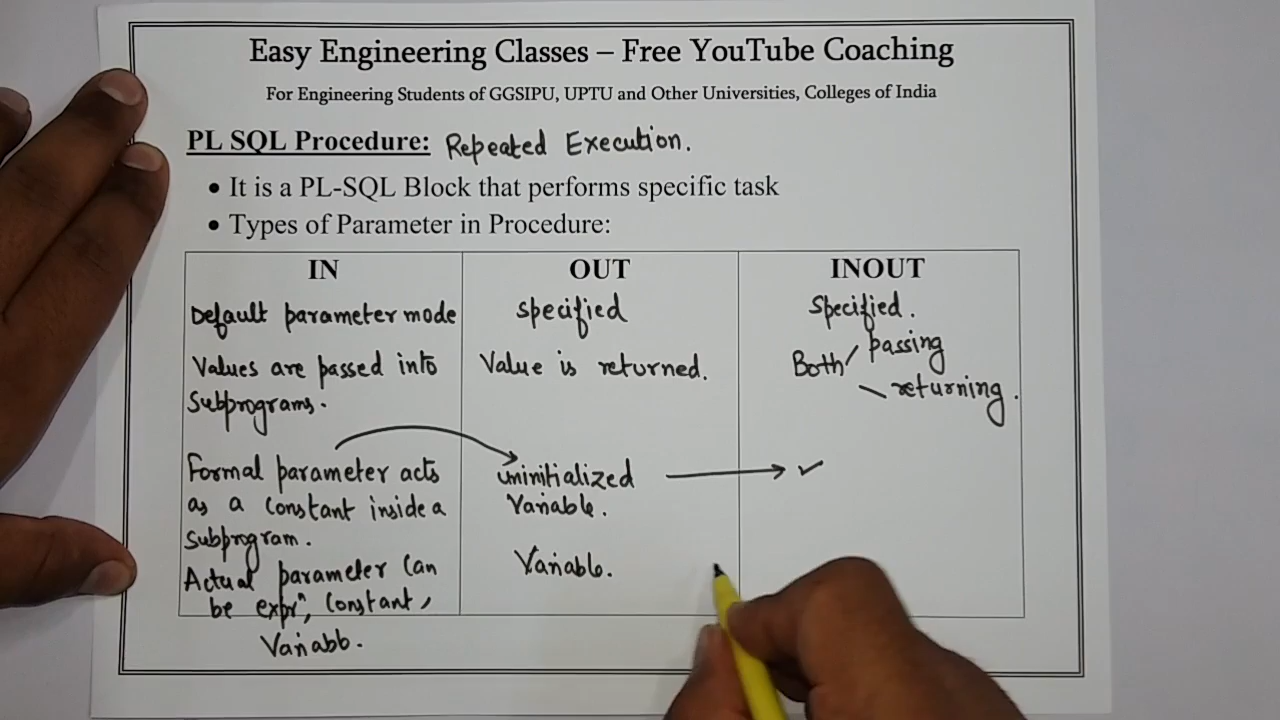 Easy Engineering Classes – Free YouTube Coaching
For Engineering Students of GGSIPU, UPTU and Other Universities, Colleges of India
PL SQL Procedure: Repeated Execution.
• It is a PL-SQL Block that performs specific task
• Types of Parameter in Procedure:
IN
Default parameter mode
Values are passed into
Subprograms.
Formal parameter acts
as a constant inside a
Subprogram.
Actual parameter can
be exprⁿ, constant,
Variabb.
OUT
specified
Value is returned.
uninitialized
Variable.
Variable.
INOUT
Specified.
Both/ passing
\ returning.
✓